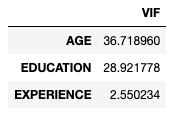 VIF
AGE 36.718960
EDUCATION 28.921778
EXPERIENCE 2.550234